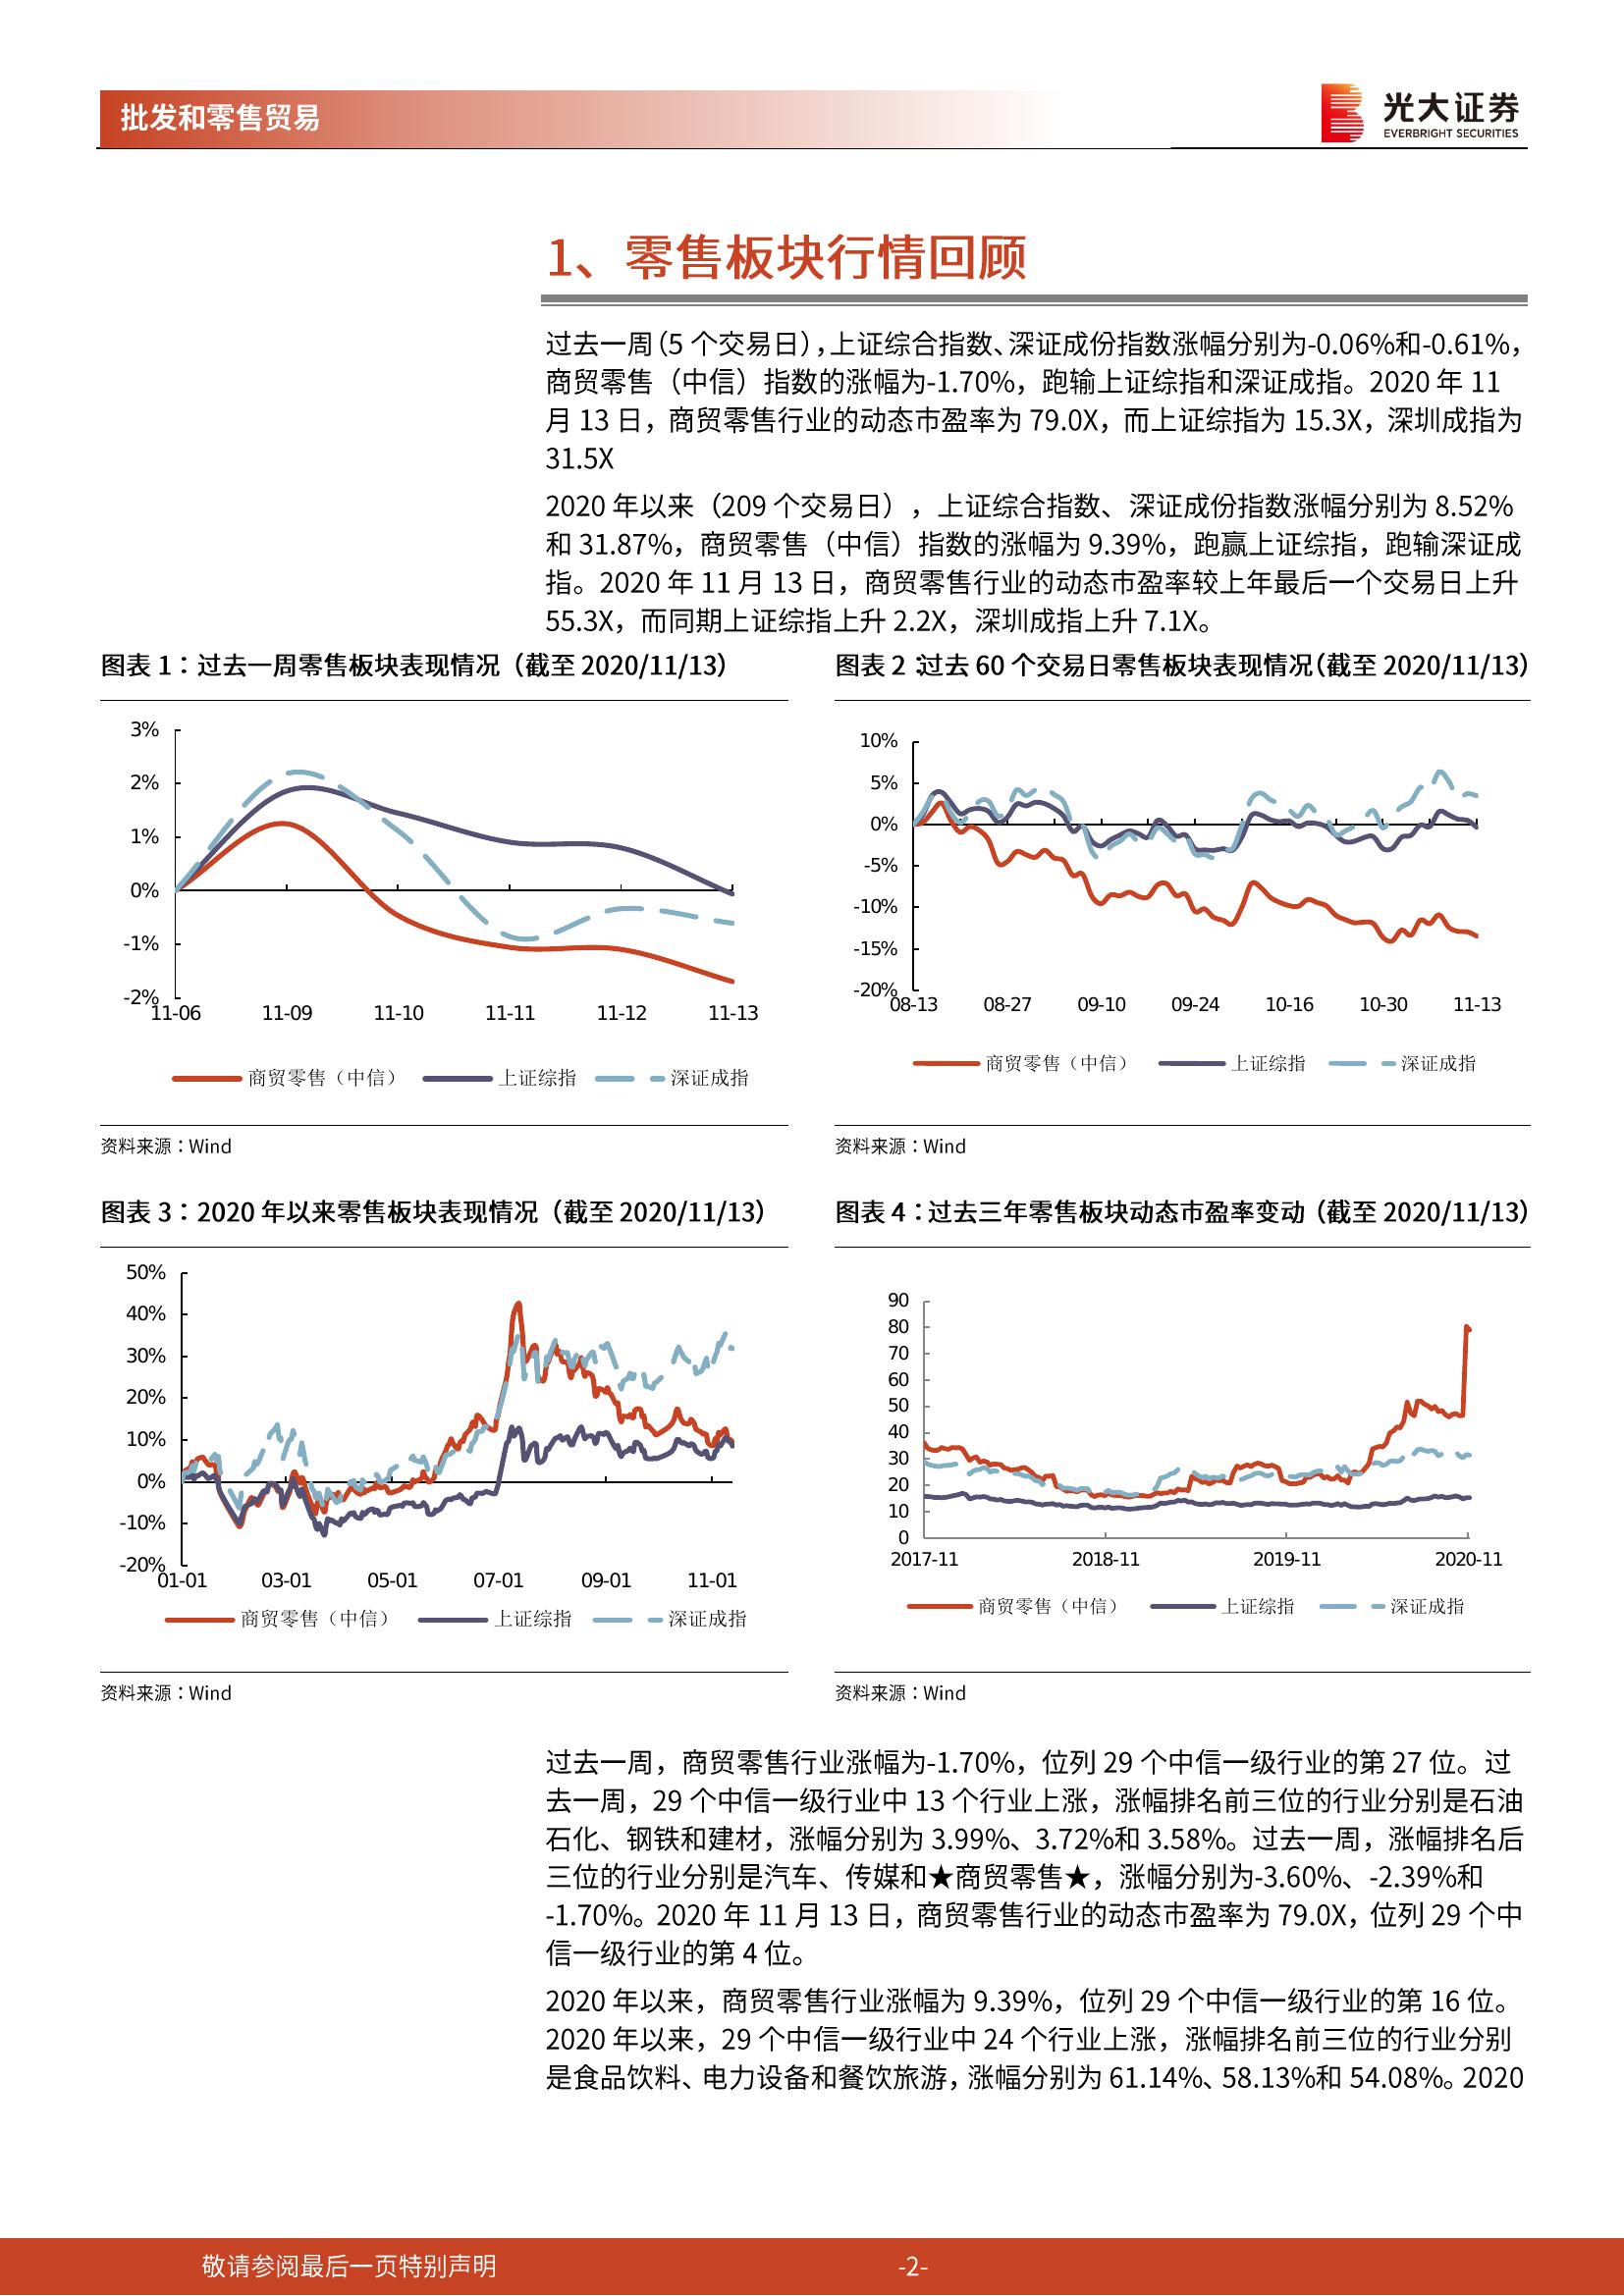 批发和零售贸易
光大证券
EVERBRIGHT SECURITIES
1、零售板块行情回顾
过去一周(5 个交易日),上证综合指数、深证成份指数涨幅分别为-0.06%和-0.61%,
商贸零售(中信)指数的涨幅为-1.70%,跑输上证综指和深证成指。2020 年 11
月 13 日,商贸零售行业的动态市盈率为 79.0X,而上证综指为 15.3X,深圳成指为
31.5X
2020 年以来(209 个交易日),上证综合指数、深证成份指数涨幅分别为 8.52%
和 31.87%,商贸零售(中信)指数的涨幅为 9.39%,跑赢上证综指,跑输深证成
指。2020 年 11 月 13 日,商贸零售行业的动态市盈率较上年最后一个交易日上升
55.3X,而同期上证综指上升 2.2X,深圳成指上升 7.1X。
图表 1:过去一周零售板块表现情况(截至 2020/11/13)
3%
2%
1%
0%
-1%
-2%
11-06 11-09 11-10 11-11 11-12 11-13
商贸零售(中信) 上证综指 深证成指
资料来源:Wind
图表 2:过去 60 个交易日零售板块表现情况(截至 2020/11/13)
10%
5%
0%
-5%
-10%
-15%
-20%
08-13 08-27 09-10 09-24 10-16 10-30 11-13
商贸零售(中信) 上证综指 深证成指
资料来源:Wind
图表 3:2020 年以来零售板块表现情况(截至 2020/11/13)
50%
40%
30%
20%
10%
0%
-10%
-20%
01-01 03-01 05-01 07-01 09-01 11-01
商贸零售(中信) 上证综指 深证成指
资料来源:Wind
图表 4:过去三年零售板块动态市盈率变动(截至 2020/11/13)
90
80
70
60
50
40
30
20
10
0
2017-11 2018-11 2019-11 2020-11
商贸零售(中信) 上证综指 深证成指
资料来源:Wind
过去一周,商贸零售行业涨幅为-1.70%,位列 29 个中信一级行业的第 27 位。过
去一周,29 个中信一级行业中 13 个行业上涨,涨幅排名前三位的行业分别是石油
石化、钢铁和建材,涨幅分别为 3.99%、3.72%和 3.58%。过去一周,涨幅排名后
三位的行业分别是汽车、传媒和★商贸零售★,涨幅分别为-3.60%、-2.39%和
-1.70%。2020 年 11 月 13 日,商贸零售行业的动态市盈率为 79.0X,位列 29 个中
信一级行业的第 4 位。
2020 年以来,商贸零售行业涨幅为 9.39%,位列 29 个中信一级行业的第 16 位。
2020 年以来,29 个中信一级行业中 24 个行业上涨,涨幅排名前三位的行业分别
是食品饮料、电力设备和餐饮旅游,涨幅分别为 61.14%、58.13%和 54.08%。2020
敬请参阅最后一页特别声明
-2-